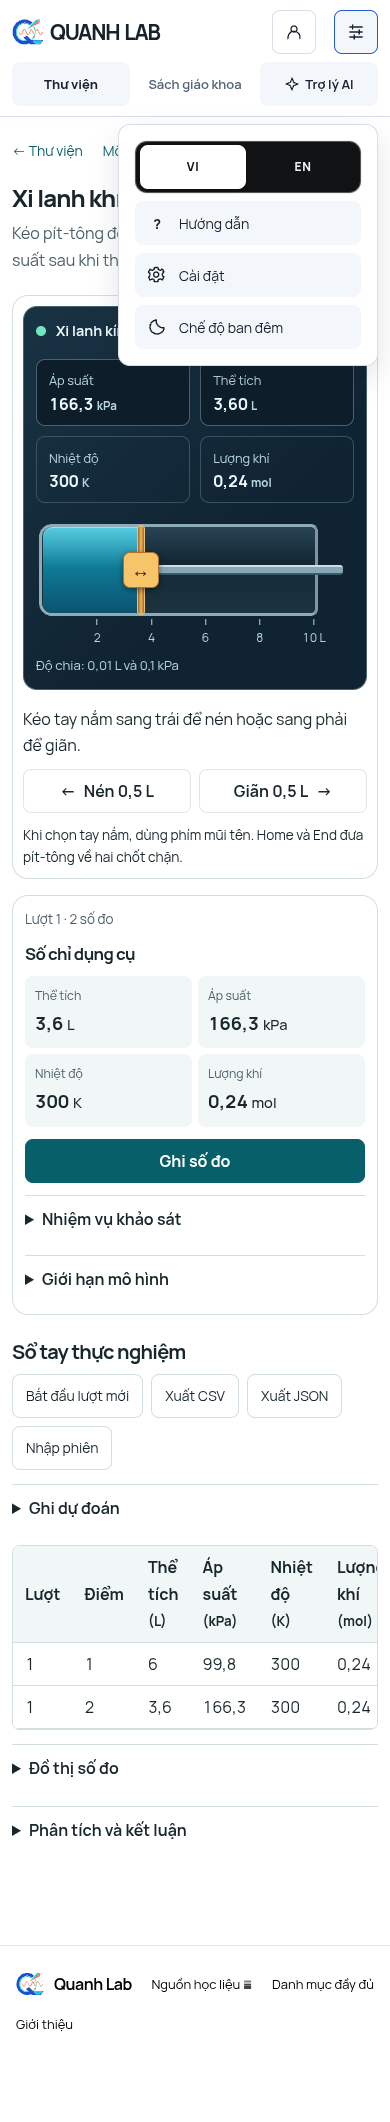 QUANH LAB
Thư viện
Sách giáo khoa
Trợ lý AI
← Thư viện
VI
EN
? Hướng dẫn
Cài đặt
Chế độ ban đêm
Xi lanh
Kéo pít-tông
suất sau khi
Xi lanh
Áp suất
166,3 kPa
Thể tích
3,60 L
Nhiệt độ
300 K
Lượng khí
0,24 mol
↔
2 4 6 8 10 L
Độ chia: 0,01 L và 0,1 kPa
Kéo tay nắm sang trái để nén hoặc sang phải
để giãn.
← Nén 0,5 L
Giãn 0,5 L →
Khi chọn tay nắm, dùng phím mũi tên. Home và End đưa
pít-tông về hai chốt chặn.
Lượt 1 · 2 số đo
Số chỉ dụng cụ
Thể tích
3,6 L
Áp suất
166,3 kPa
Nhiệt độ
300 K
Lượng khí
0,24 mol
Ghi số đo
▶ Nhiệm vụ khảo sát
▶ Giới hạn mô hình
Sổ tay thực nghiệm
Bắt đầu lượt mới
Xuất CSV
Xuất JSON
Nhập phiên
▶ Ghi dự đoán
Lượt Điểm Thể tích (L) Áp suất (kPa) Nhiệt độ (K) Lượng khí (mol)
1 1 6 99,8 300 0,24
1 2 3,6 166,3 300 0,24
▶ Đồ thị số đo
▶ Phân tích và kết luận
Quanh Lab
Nguồn học liệu
Danh mục đầy đủ
Giới thiệu